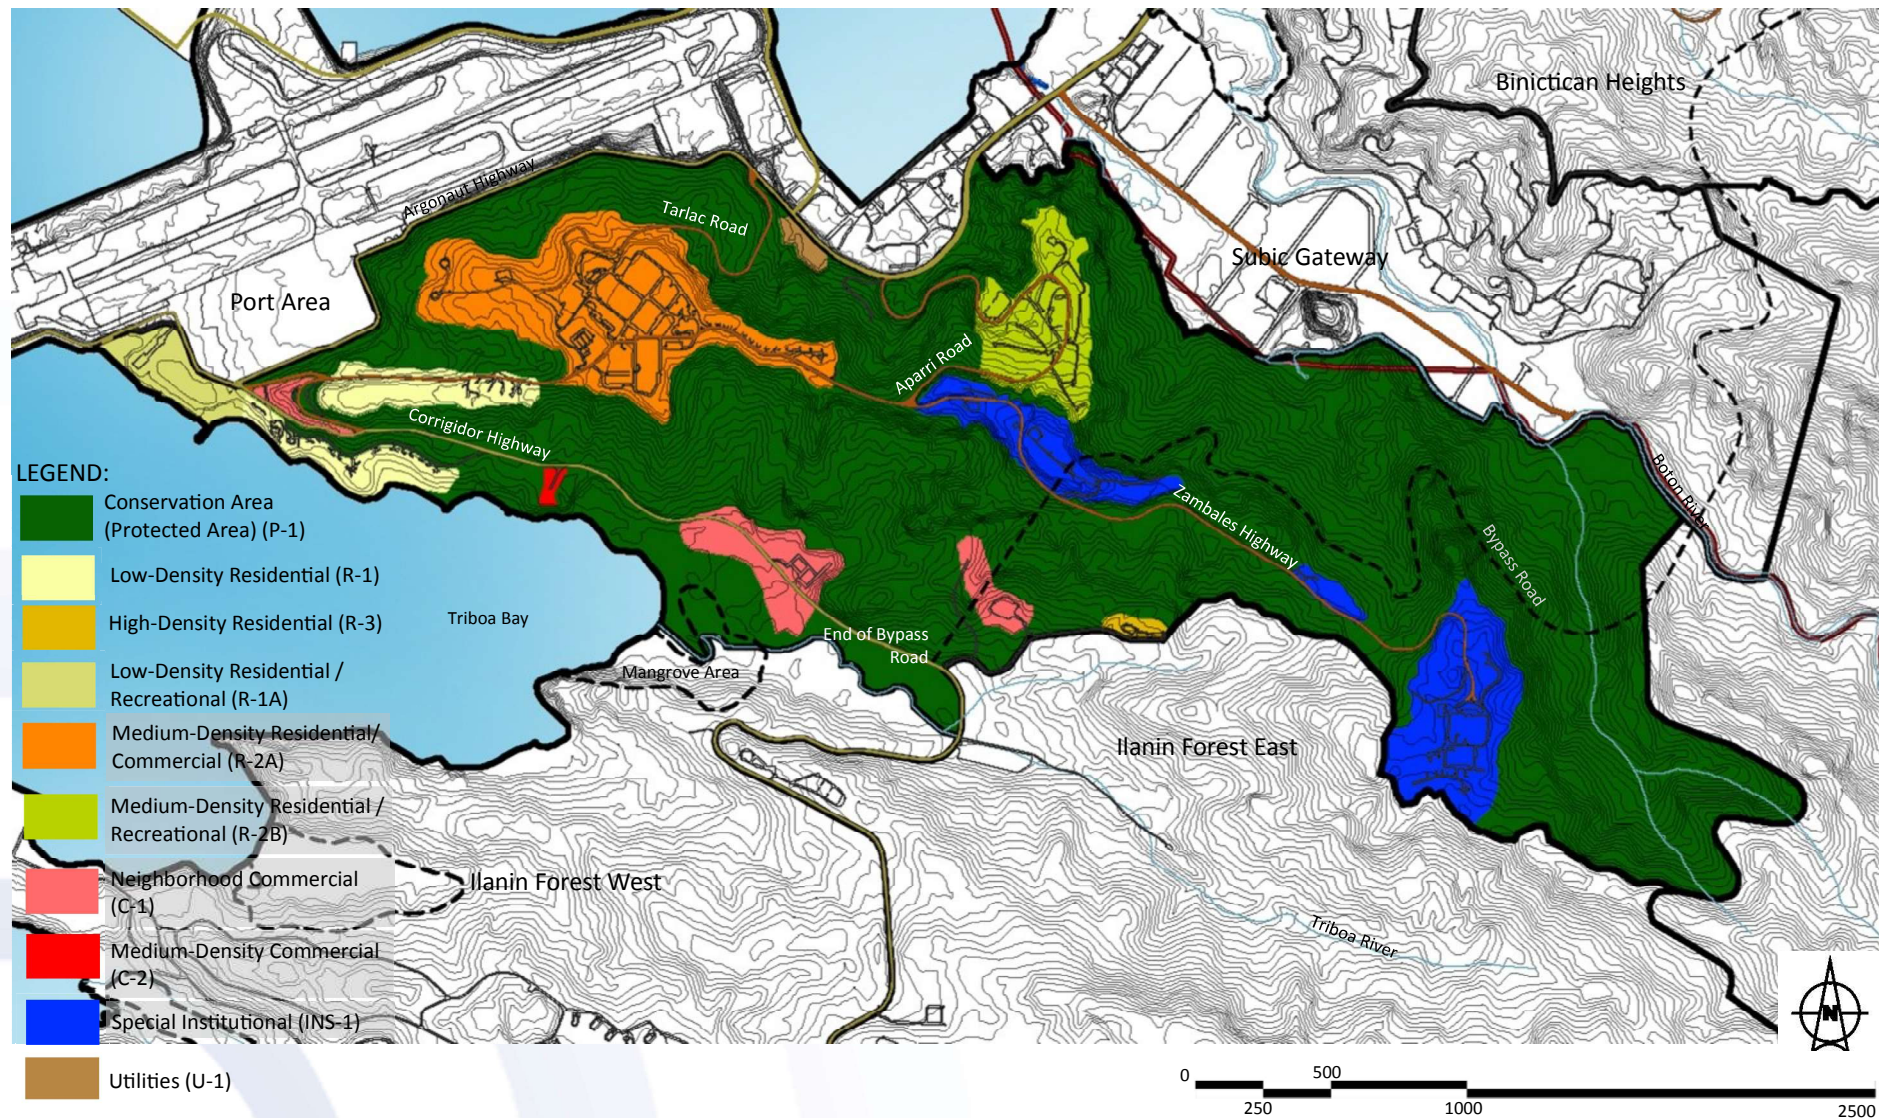 Binictican Heights
Argonaut Highway
Tarlac Road
Subic Gateway
Port Area
Aparri Road
Corrigidor Highway
Zambales Highway
Boton River
Bypass Road
LEGEND:
Conservation Area
(Protected Area) (P-1)
Low-Density Residential (R-1)
High-Density Residential (R-3)
Low-Density Residential /
Recreational (R-1A)
Medium-Density Residential/
Commercial (R-2A)
Medium-Density Residential /
Recreational (R-2B)
Neighborhood Commercial
(C-1)
Medium-Density Commercial
(C-2)
Special Institutional (INS-1)
Utilities (U-1)
Triboa Bay
End of Bypass
Road
Mangrove Area
Ilanin Forest East
Ilanin Forest West
Triboa River
N
0
500
250
1000
2500